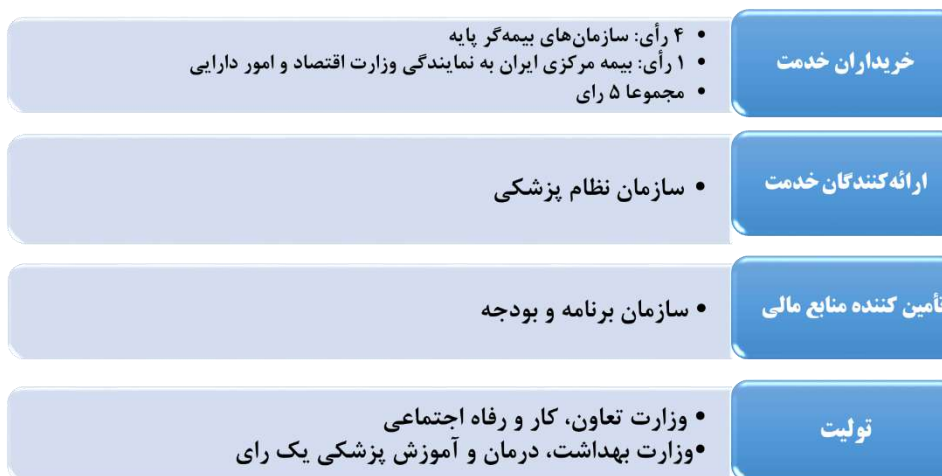 خریداران خدمت
• ۴ رأی: سازمان‌های بیمه‌گر پایه
• ۱ رأی: بیمه مرکزی ایران به نمایندگی وزارت اقتصاد و امور دارایی
• مجموعا ۵ رای
ارائه‌کنندگان خدمت
• سازمان نظام پزشکی
تأمین کننده منابع مالی
• سازمان برنامه و بودجه
تولیت
• وزارت تعاون، کار و رفاه اجتماعی
•وزارت بهداشت، درمان و آموزش پزشکی یک رای